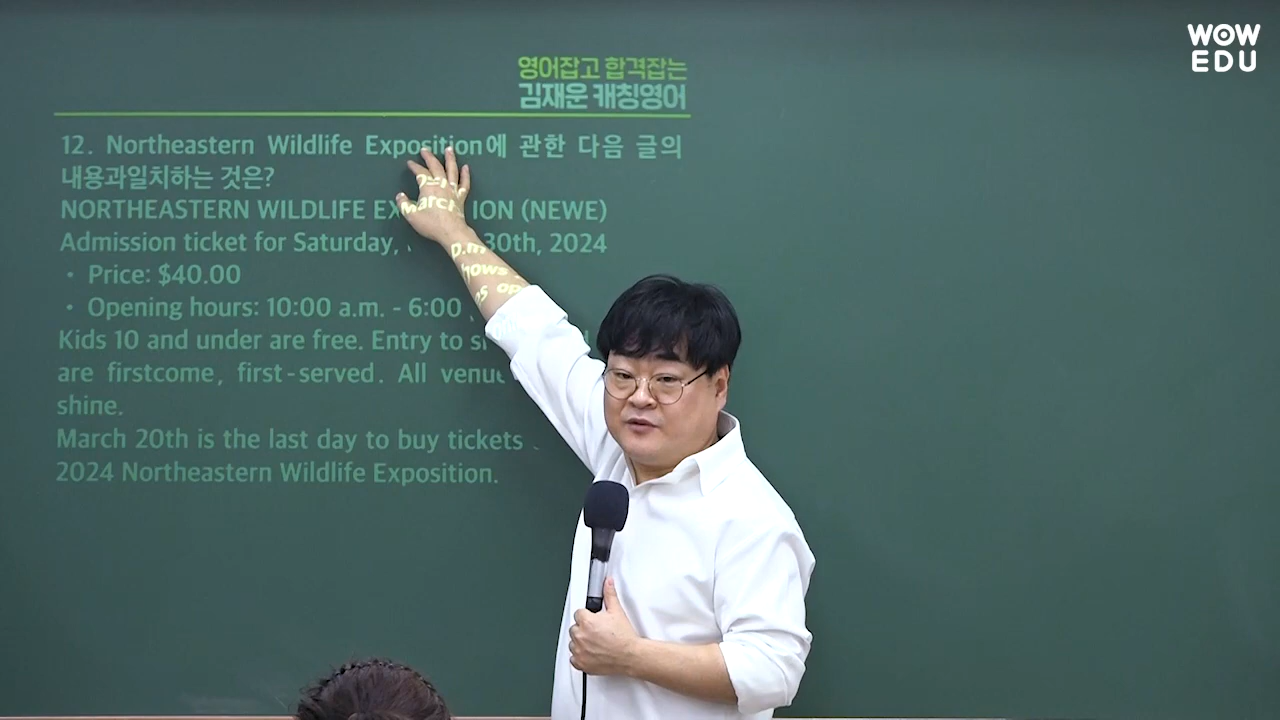 WOW
EDU
영어잡고 합격잡는
김재운 캐칭영어
12. Northeastern Wildlife Exposition에 관한 다음 글의
내용과일치하는 것은?
NORTHEASTERN WILDLIFE EX ION (NEWE)
Admission ticket for Saturday, March 30th, 2024
• Price: $40.00
• Opening hours: 10:00 a.m. - 6:00 p.m.
Kids 10 and under are free. Entry to shows
are firstcome, first-served. All venues op
shine.
March 20th is the last day to buy tickets
2024 Northeastern Wildlife Exposition.